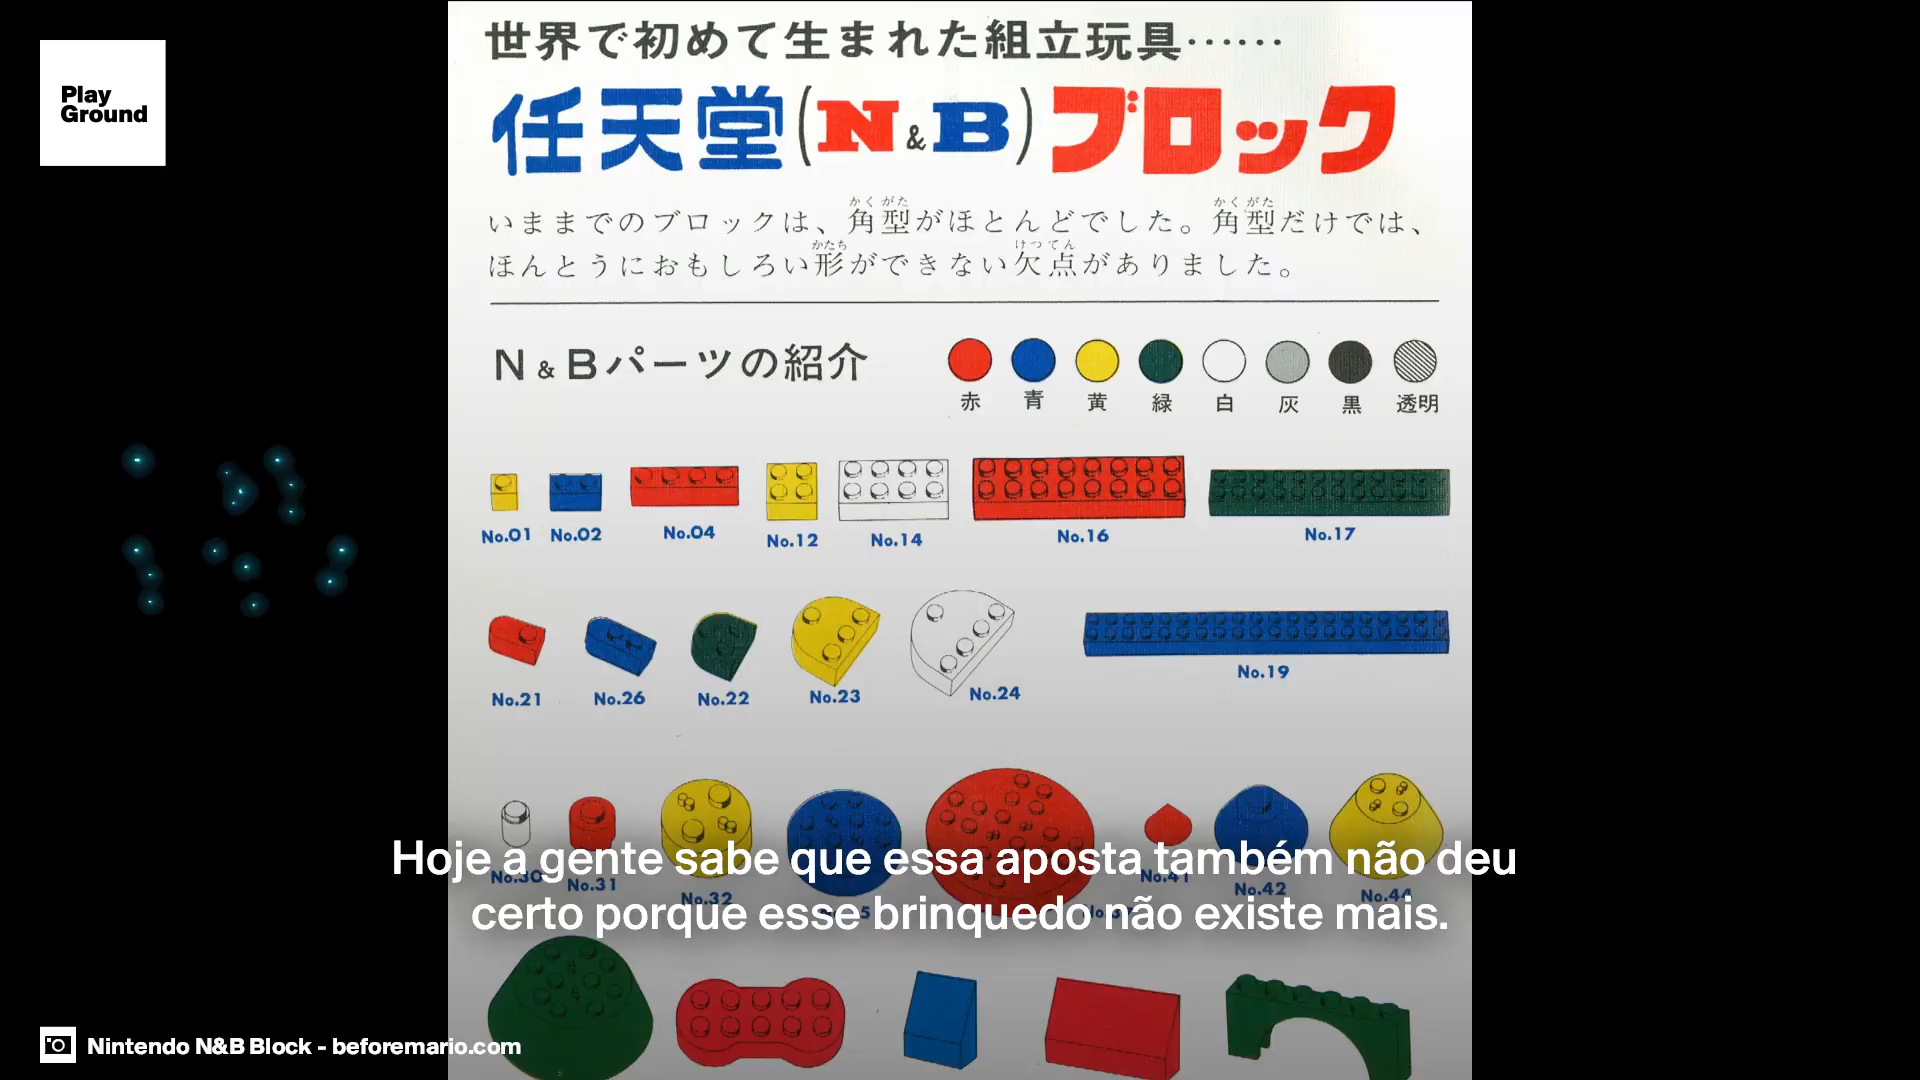 Play
Ground
世界で初めて生まれた組立玩具……
任天堂(N&B)ブロック
いままでのブロックは、角型がほとんどでした。角型だけでは、
ほんとうにおもしろい形ができない欠点がありました。
N&Bパーツの紹介
赤 青 黄 緑 白 灰 黒 透明
No.01 No.02 No.04 No.12 No.14 No.16 No.17
No.21 No.26 No.22 No.23 No.24 No.19
No.30 No.31 No.32 No.41 No.42 No.44
Hoje a gente sabe que essa aposta também não deu
certo porque esse brinquedo não existe mais.
Nintendo N&B Block - beforemario.com